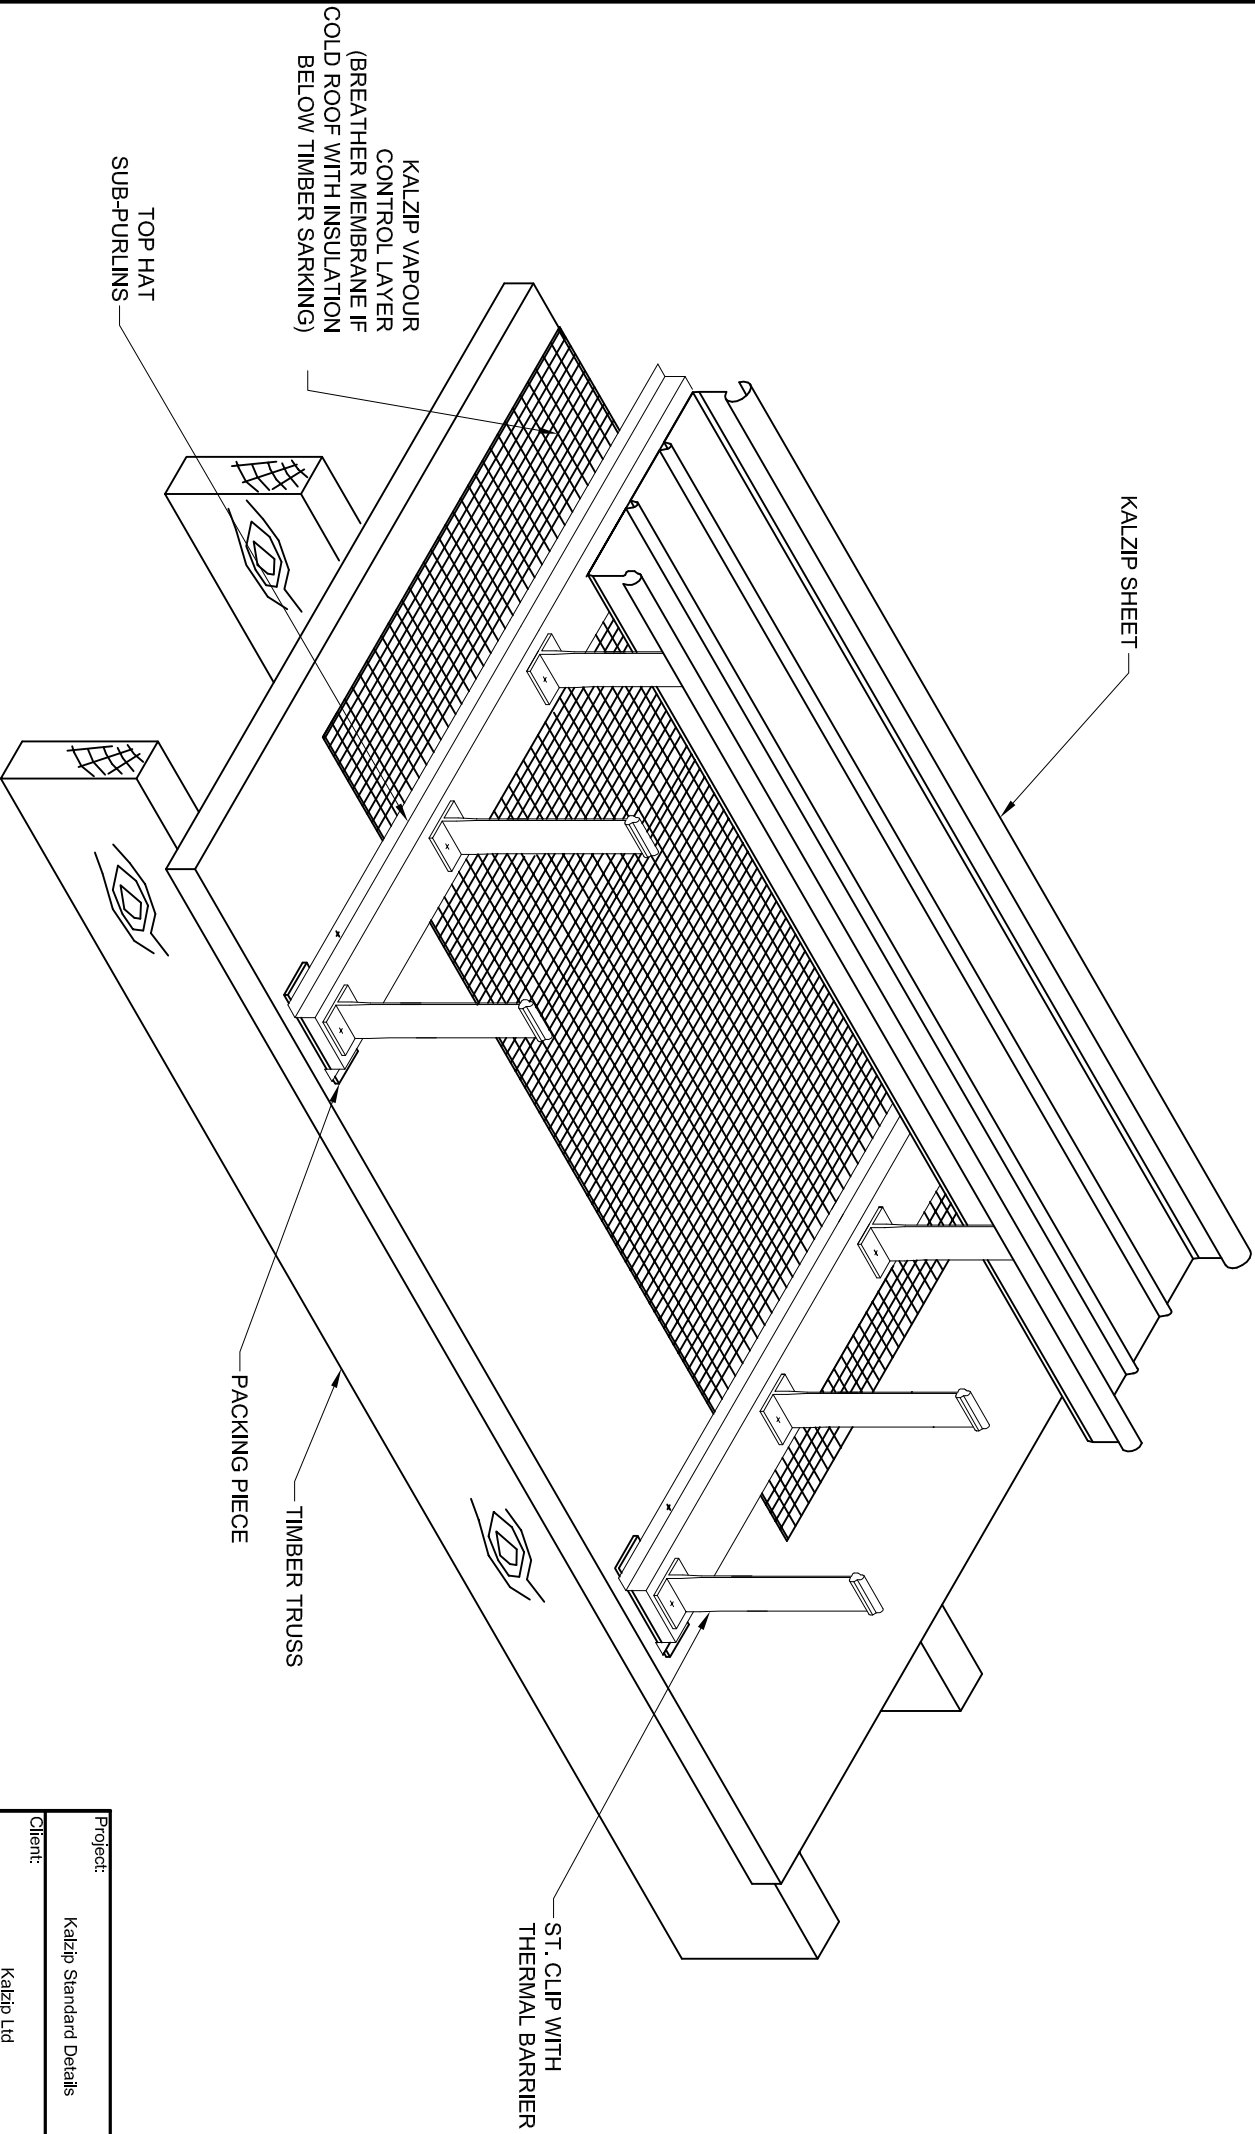 KALZIP SHEET
KALZIP VAPOUR
CONTROL LAYER
(BREATHER MEMBRANE IF
COLD ROOF WITH INSULATION
BELOW TIMBER SARKING)
TOP HAT
SUB-PURLINS
ST. CLIP WITH
THERMAL BARRIER
TIMBER TRUSS
PACKING PIECE
Project:
Kalzip Standard Details
Client:
Kalzip Ltd